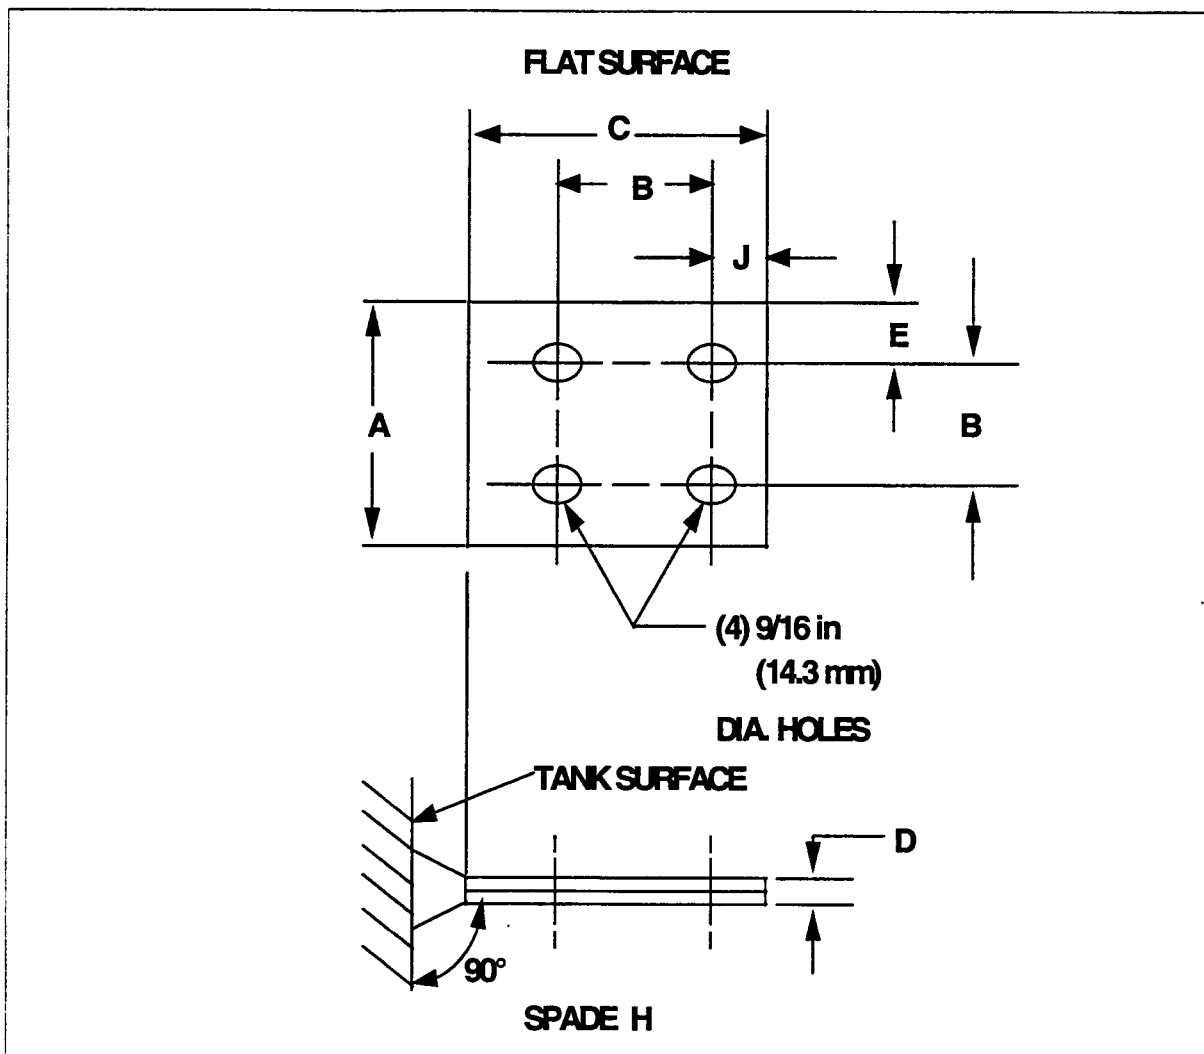 FLAT SURFACE
C
B
J
E
A
B
(4) 9/16 in
(14.3 mm)
DIA. HOLES
TANK SURFACE
D
90°
SPADE H